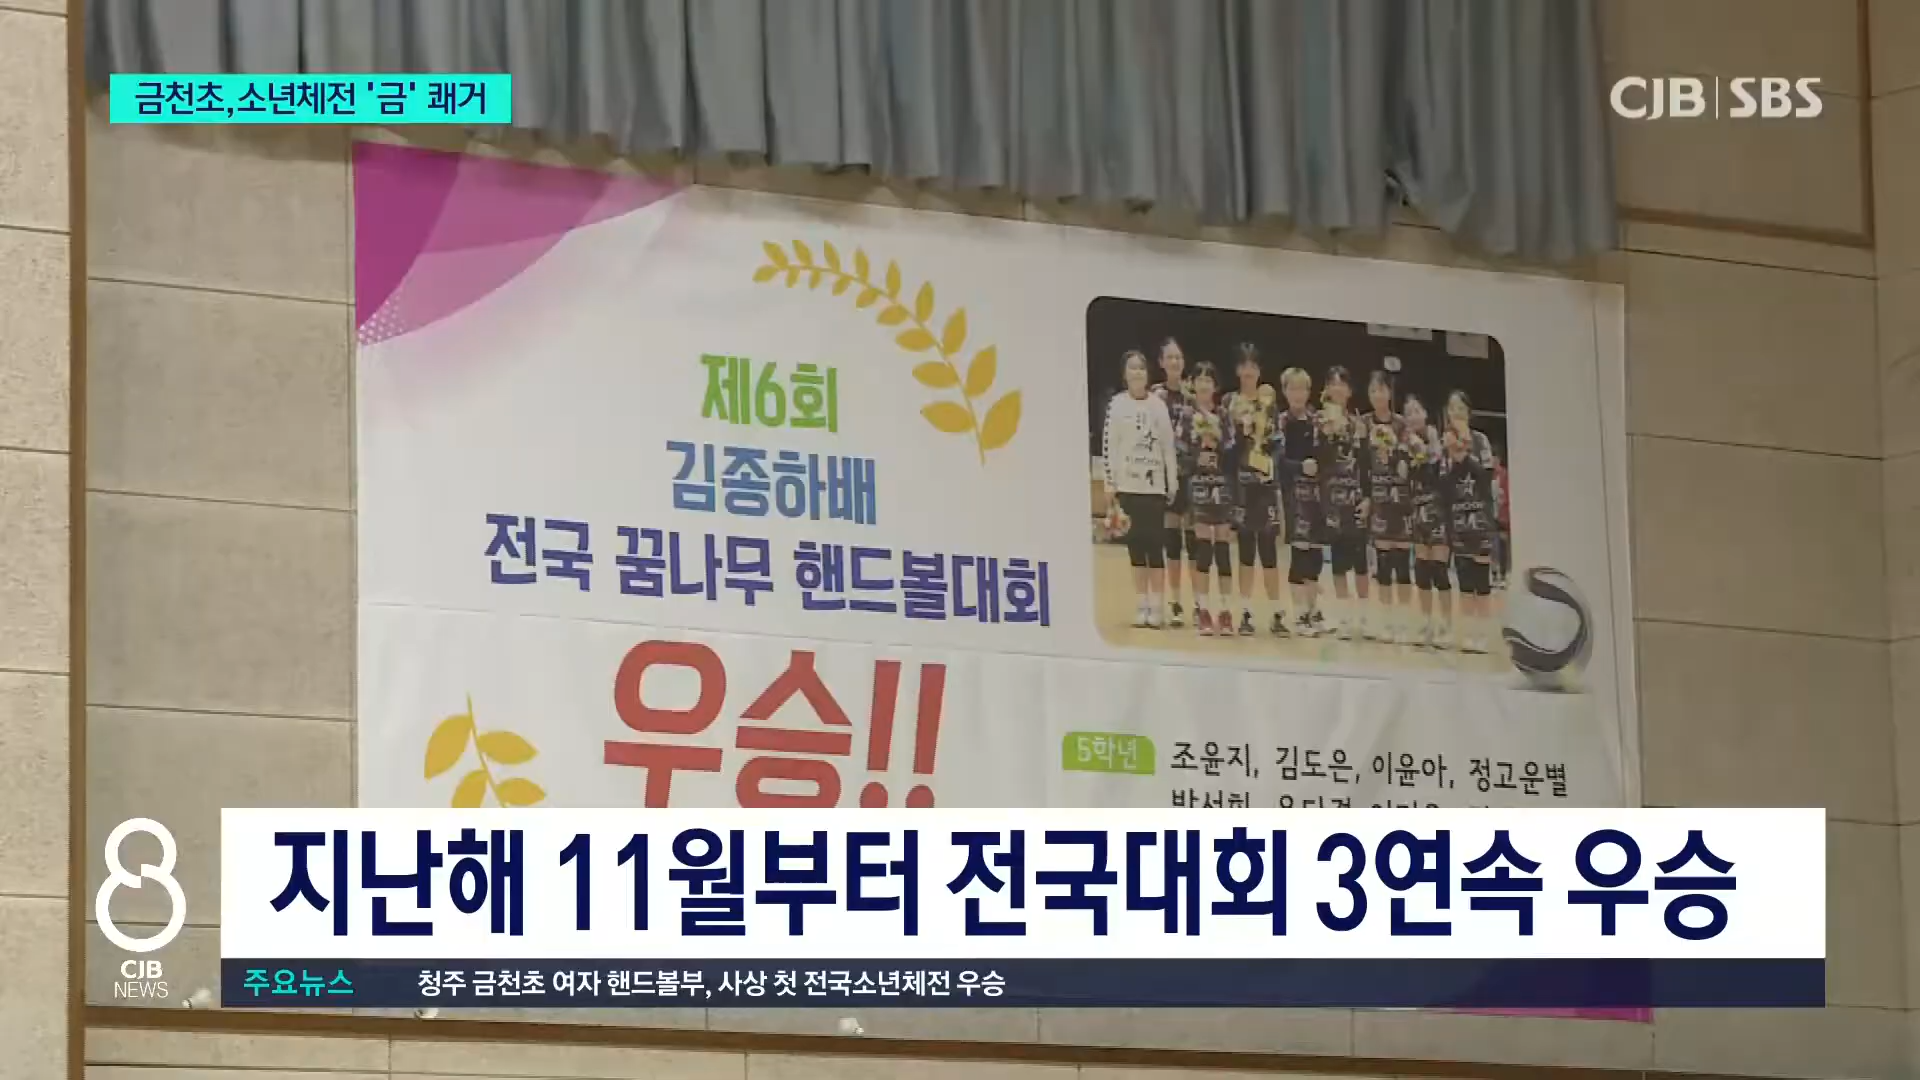 금천초,소년체전 '금' 쾌거
CJB SBS
제6회
김종하배
전국 꿈나무 핸드볼대회
우승!!
5학년 조윤지, 김도은, 이윤아, 정고운별
지난해 11월부터 전국대회 3연속 우승
8
CJB
NEWS
주요뉴스 청주 금천초 여자 핸드볼부, 사상 첫 전국소년체전 우승